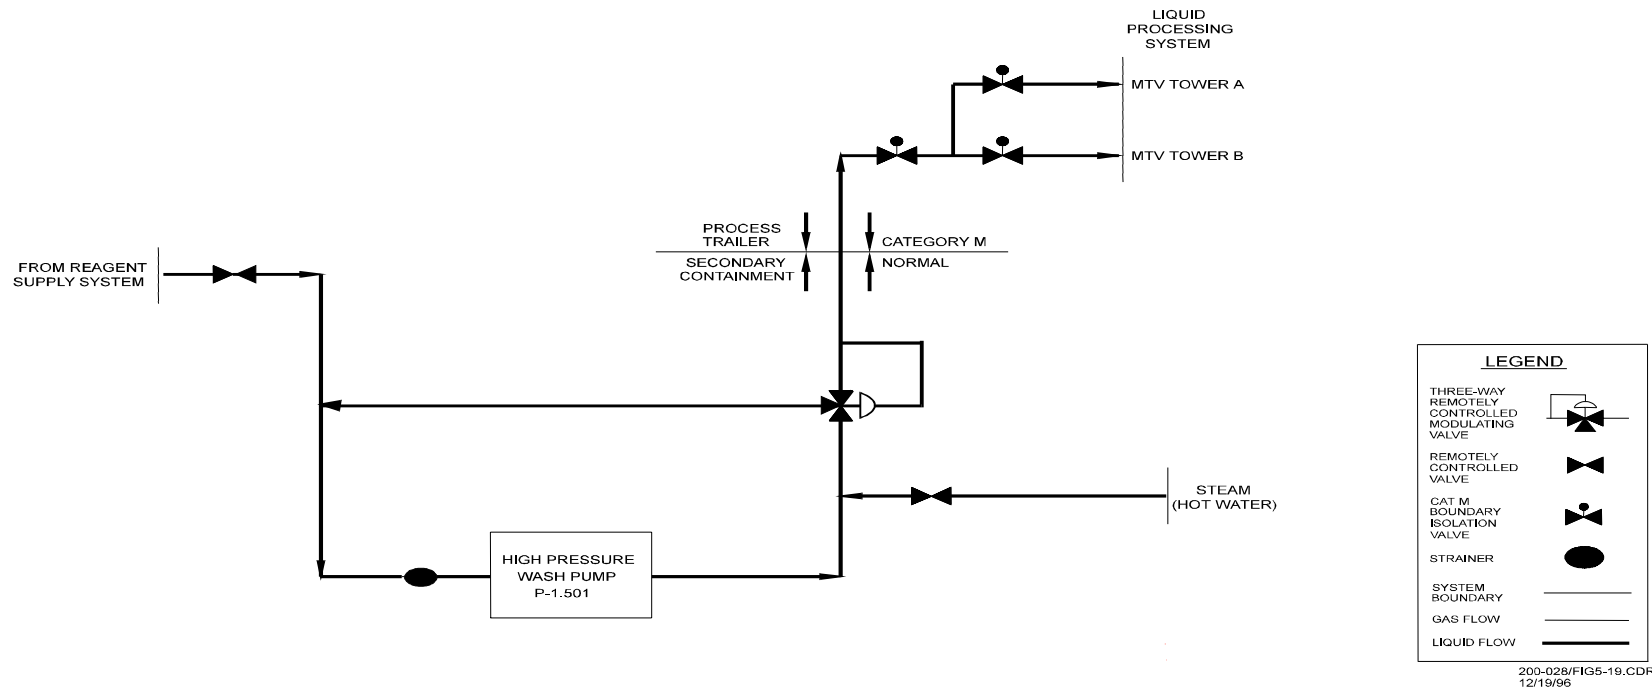 LIQUID
PROCESSING
SYSTEM
MTV TOWER A
MTV TOWER B
PROCESS
TRAILER
CATEGORY M
SECONDARY
CONTAINMENT
NORMAL
FROM REAGENT
SUPPLY SYSTEM
STEAM
(HOT WATER)
HIGH PRESSURE
WASH PUMP
P-1.501
LEGEND
THREE-WAY
REMOTELY
CONTROLLED
MODULATING
VALVE
REMOTELY
CONTROLLED
VALVE
CAT M
BOUNDARY
ISOLATION
VALVE
STRAINER
SYSTEM
BOUNDARY
GAS FLOW
LIQUID FLOW
200-028/FIG5-19.CDR
12/19/96